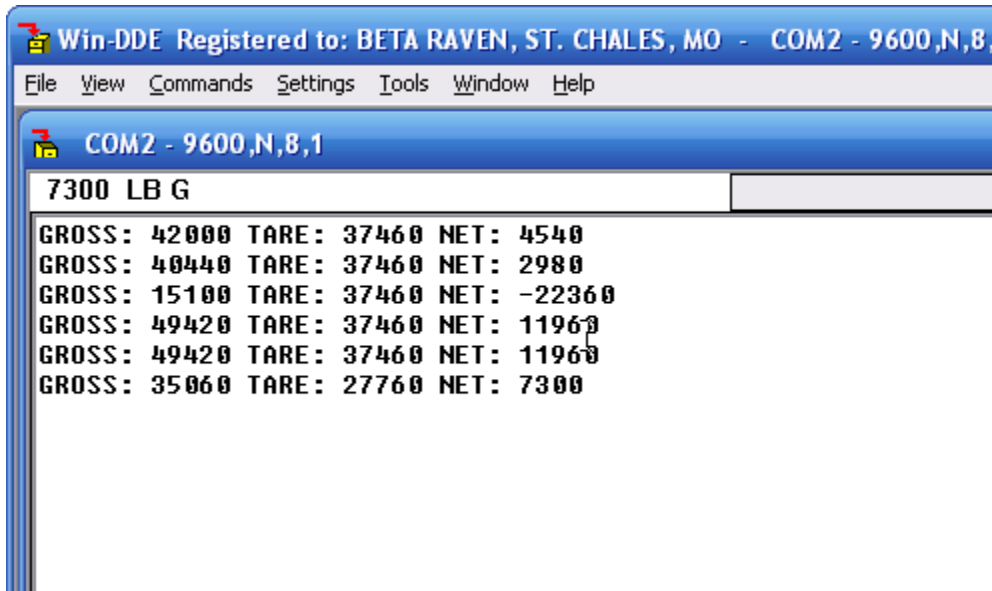 Win-DDE Registered to: BETA RAVEN, ST. CHALES, MO - COM2 - 9600,N,8,
File View Commands Settings Tools Window Help
COM2 - 9600,N,8,1
7300 LB G
GROSS: 42000 TARE: 37460 NET: 4540
GROSS: 40440 TARE: 37460 NET: 2980
GROSS: 15100 TARE: 37460 NET: -22360
GROSS: 49420 TARE: 37460 NET: 11960
GROSS: 49420 TARE: 37460 NET: 11960
GROSS: 35060 TARE: 27760 NET: 7300